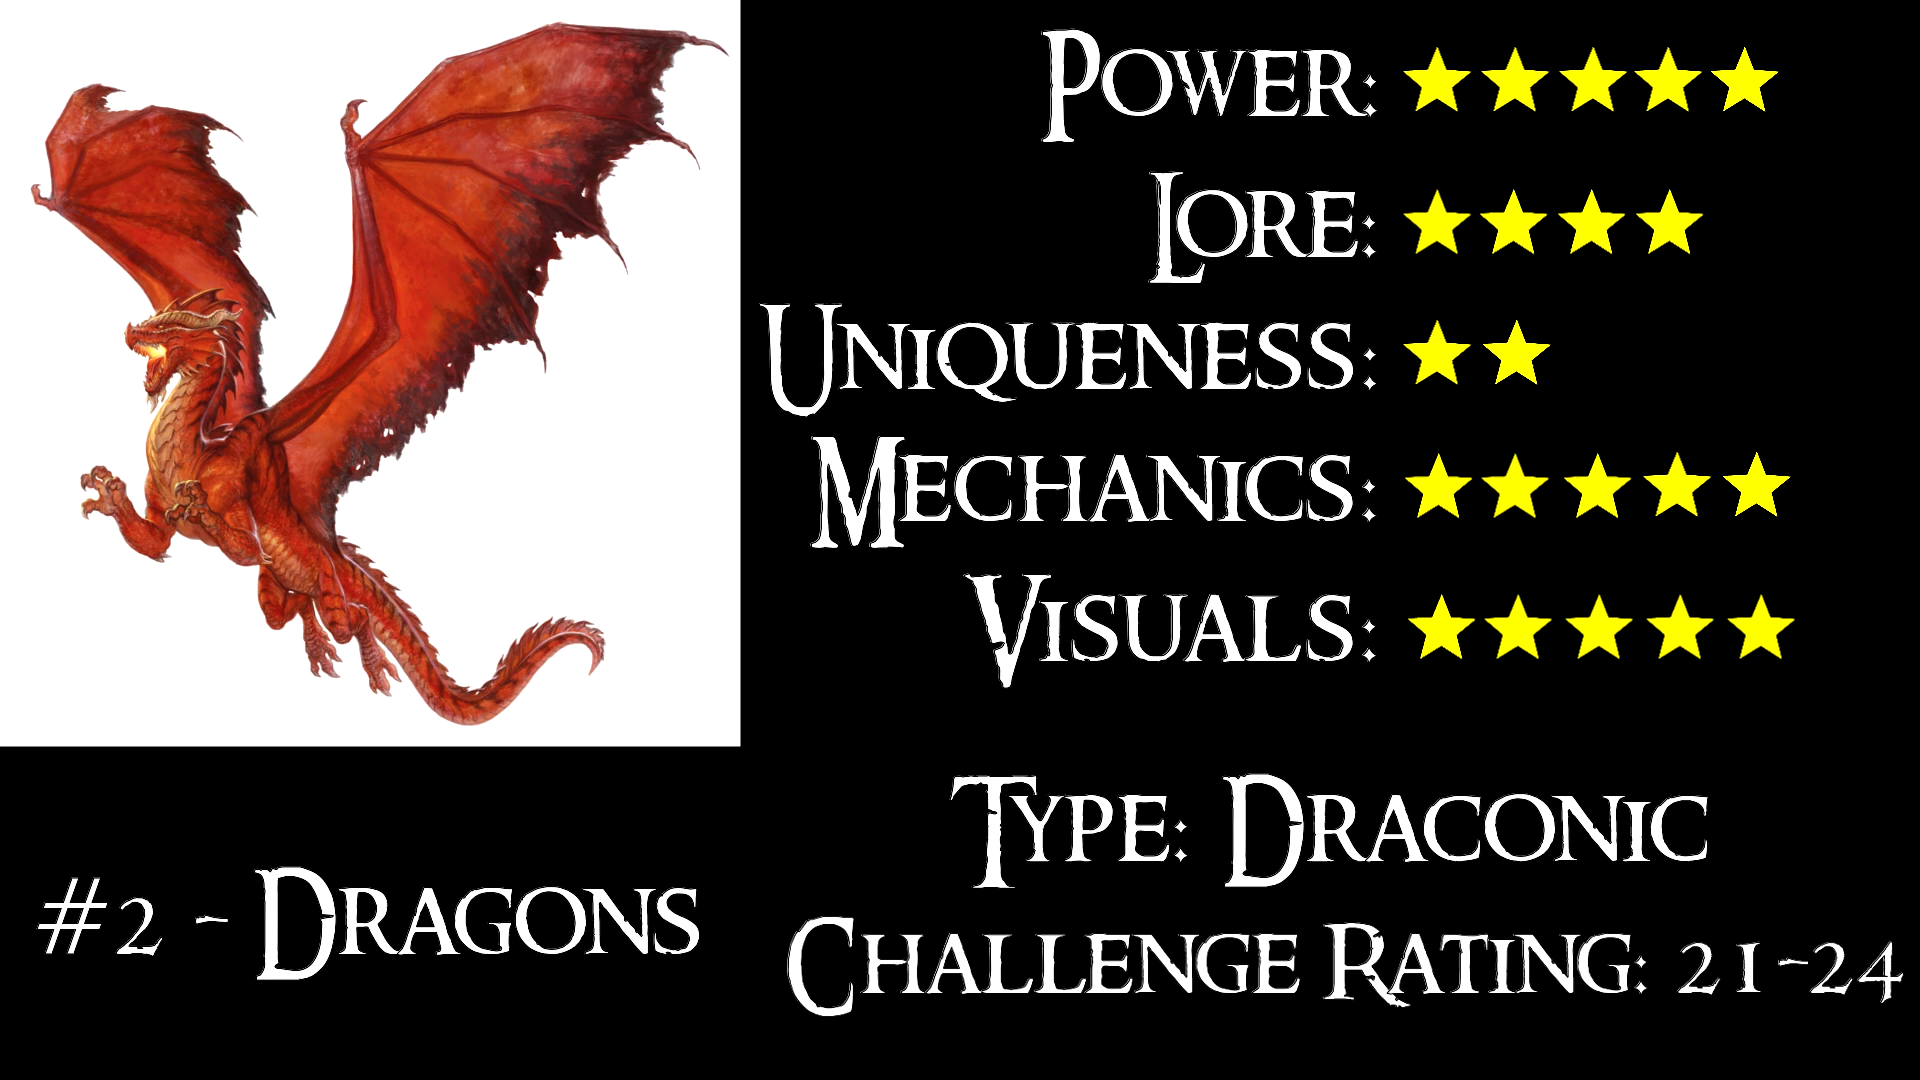 Power:
Lore:
Uniqueness:
Mechanics:
Visuals:
Type: Draconic
#2 - Dragons
Challenge Rating: 21-24